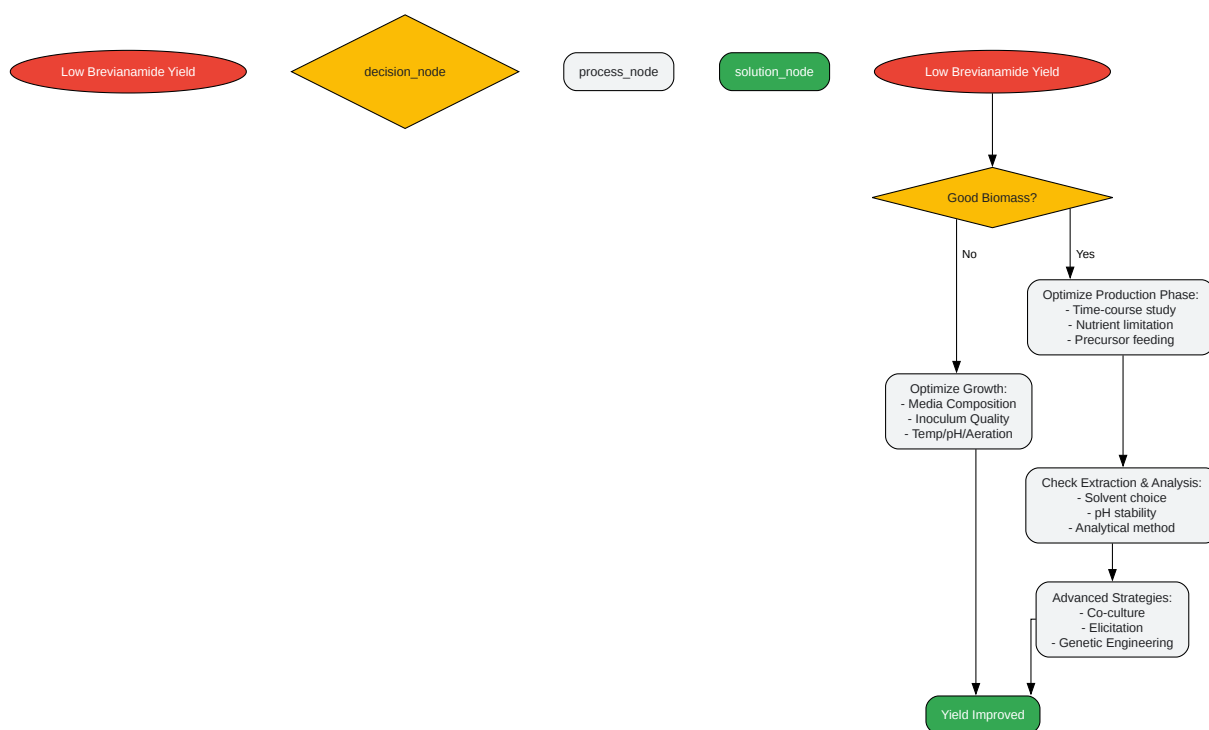 Low Brevianamide Yield
decision_node
process_node
solution_node
Low Brevianamide Yield
Good Biomass?
No
Yes
Optimize Production Phase:
- Time-course study
- Nutrient limitation
- Precursor feeding
Optimize Growth:
- Media Composition
- Inoculum Quality
- Temp/pH/Aeration
Check Extraction & Analysis:
- Solvent choice
- pH stability
- Analytical method
Advanced Strategies:
- Co-culture
- Elicitation
- Genetic Engineering
Yield Improved